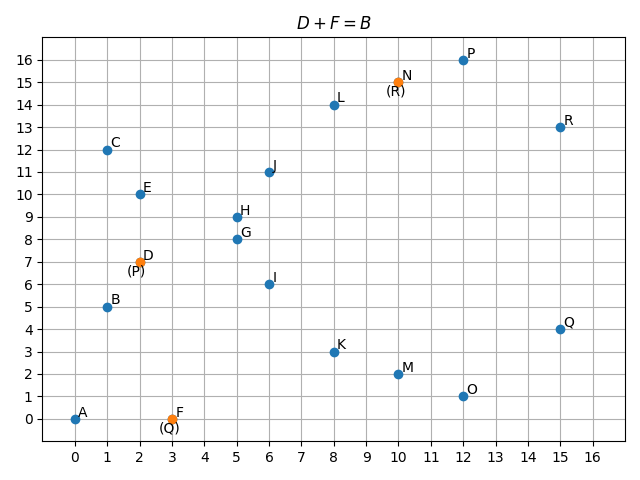 D + F = B
16 P
15 N
(R)
14 L
13 R
12 C
11 J
10 E
9 H
8 G
7 D
(P)
6 I
5 B
4 Q
3 K
2 M
1 O
0 A F
(Q)
0 1 2 3 4 5 6 7 8 9 10 11 12 13 14 15 16